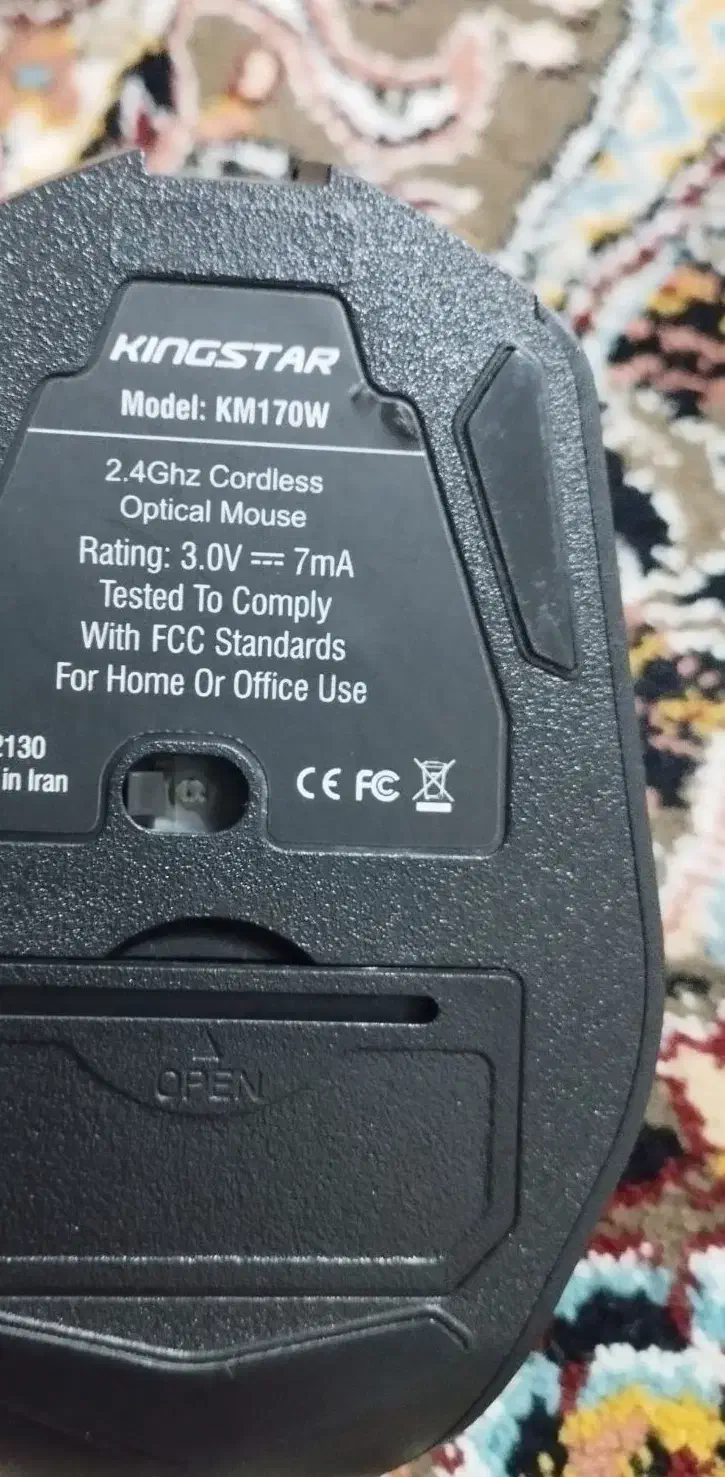 KINGSTAR
Model: KM170W
2.4Ghz Cordless
Optical Mouse
Rating: 3.0V ⎓ 7mA
Tested To Comply
With FCC Standards
For Home Or Office Use
2130
in Iran
CE FC
OPEN